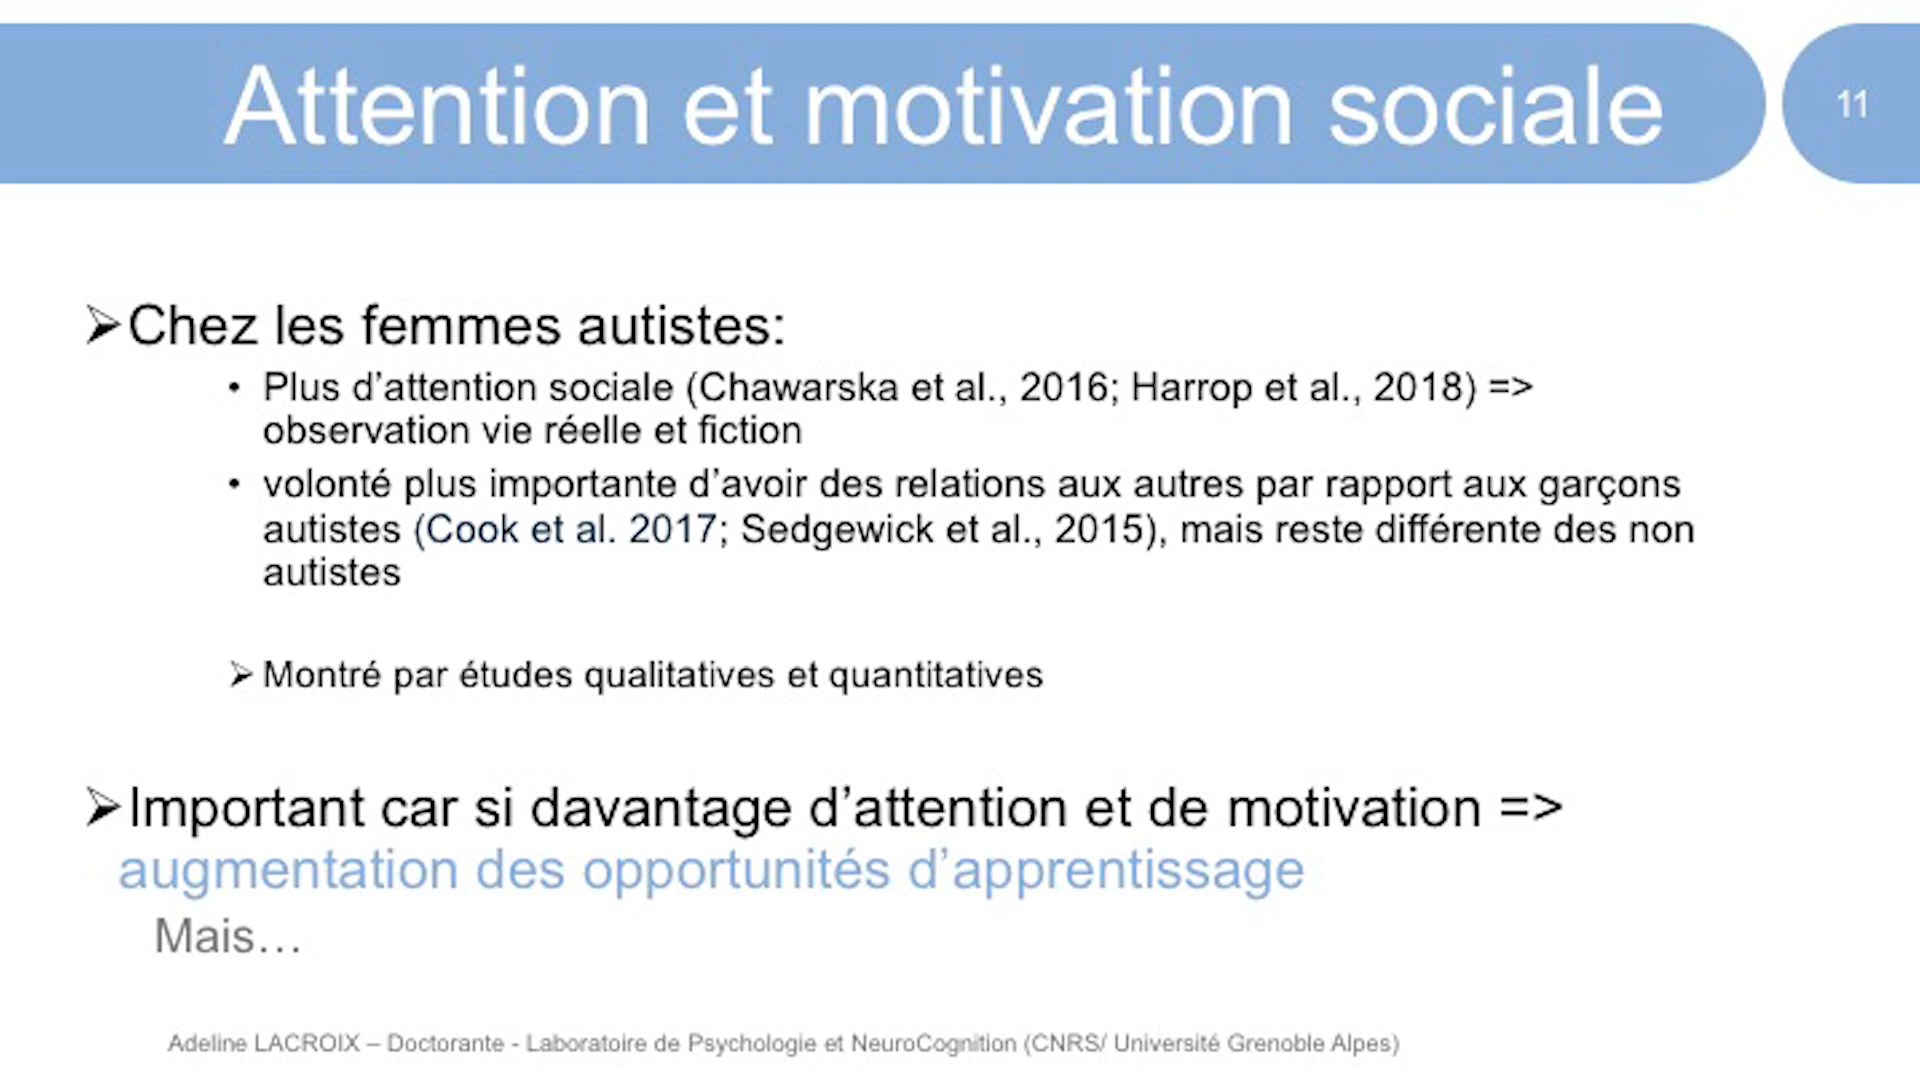 Attention et motivation sociale
11
➢Chez les femmes autistes:
• Plus d’attention sociale (Chawarska et al., 2016; Harrop et al., 2018) =>
observation vie réelle et fiction
• volonté plus importante d’avoir des relations aux autres par rapport aux garçons
autistes (Cook et al. 2017; Sedgewick et al., 2015), mais reste différente des non
autistes
➢Montré par études qualitatives et quantitatives
➢Important car si davantage d’attention et de motivation =>
augmentation des opportunités d’apprentissage
Mais…
Adeline LACROIX – Doctorante - Laboratoire de Psychologie et NeuroCognition (CNRS/ Université Grenoble Alpes)